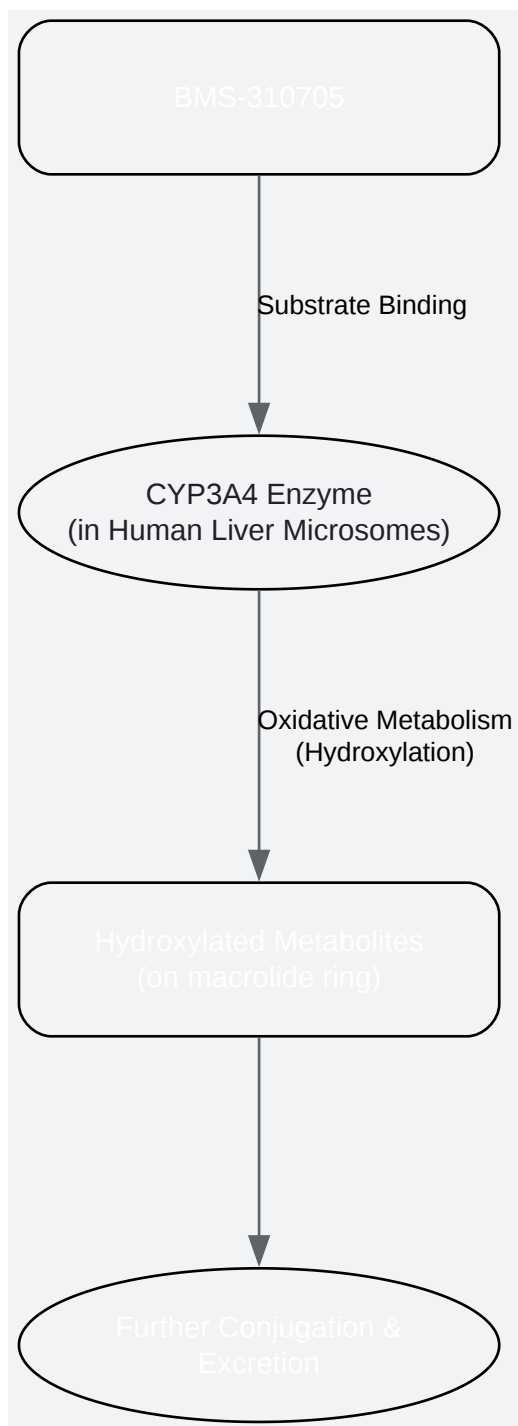 BMS-310705
Substrate Binding
CYP3A4 Enzyme
(in Human Liver Microsomes)
Oxidative Metabolism
(Hydroxylation)
Hydroxylated Metabolites
(on macrolide ring)
Further Conjugation &
Excretion